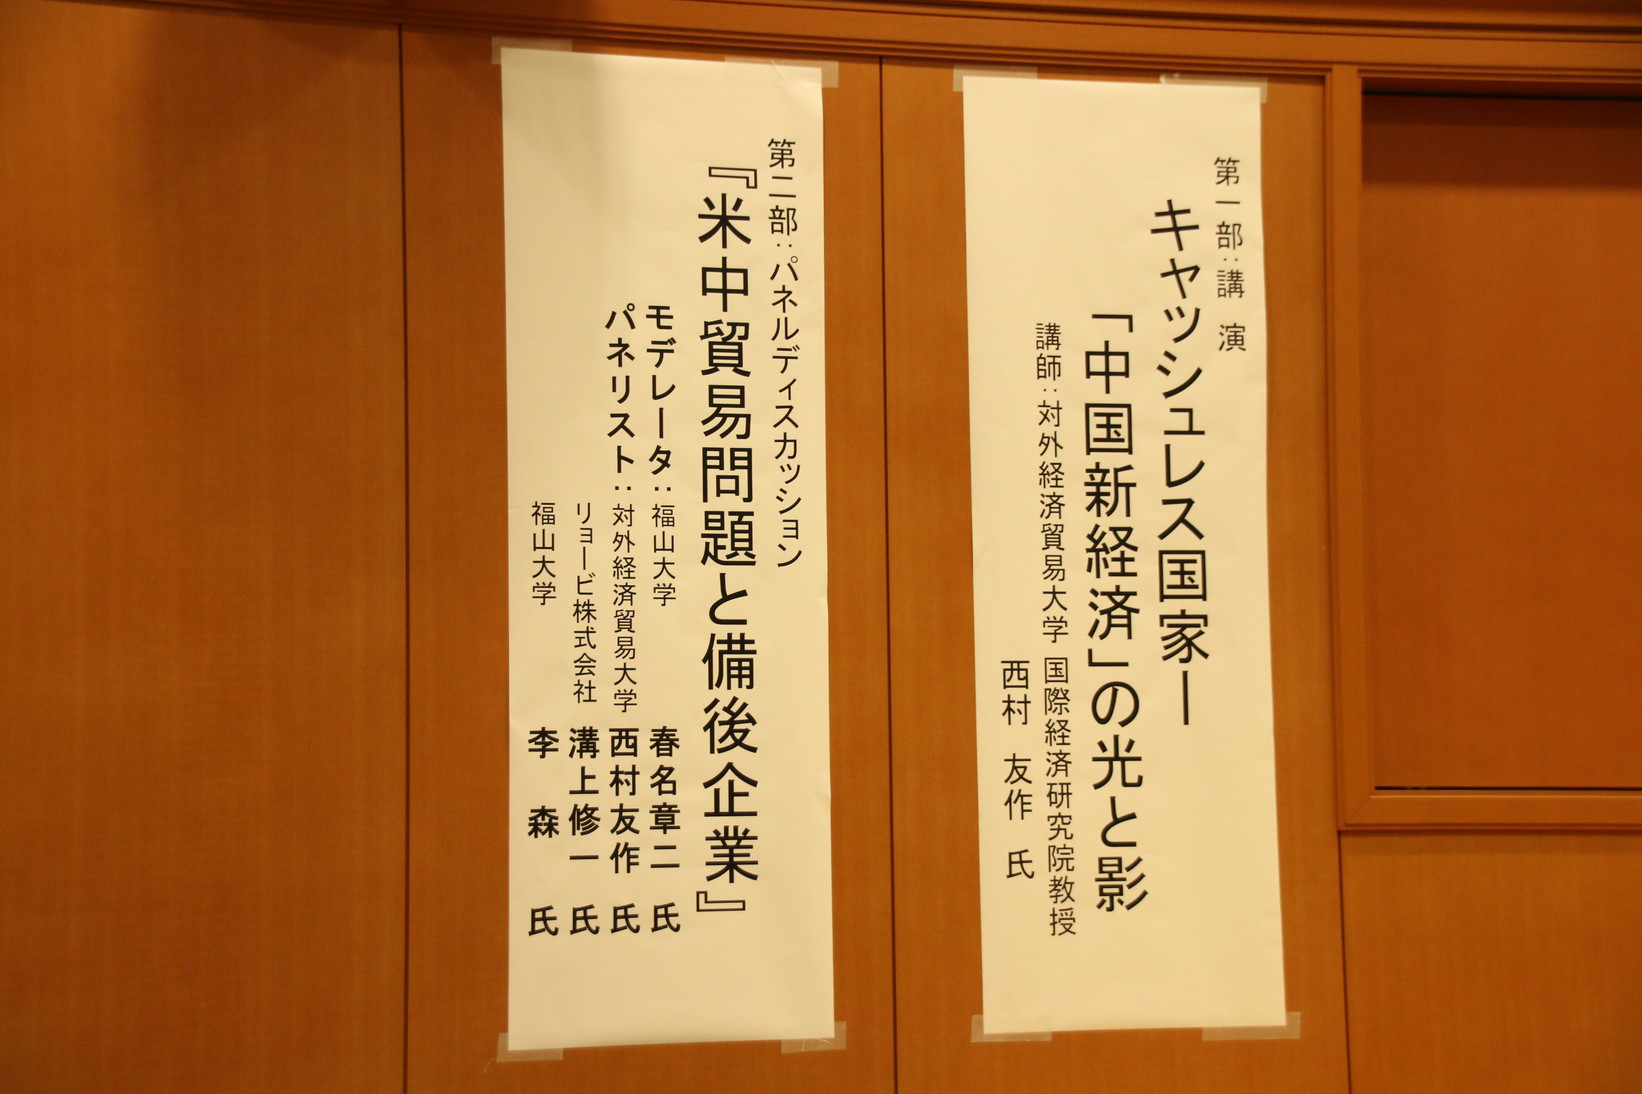 第一部：講　演
キャッシュレス国家ー
「中国新経済」の光と影
講師：対外経済貿易大学　国際経済研究院教授
西村　友作　氏
第二部：パネルディスカッション
『米中貿易問題と備後企業』
モデレータ：福山大学　春名章二　氏
パネリスト：対外経済貿易大学　西村友作　氏
リョービ株式会社　溝上修一　氏
福山大学　李　森　氏